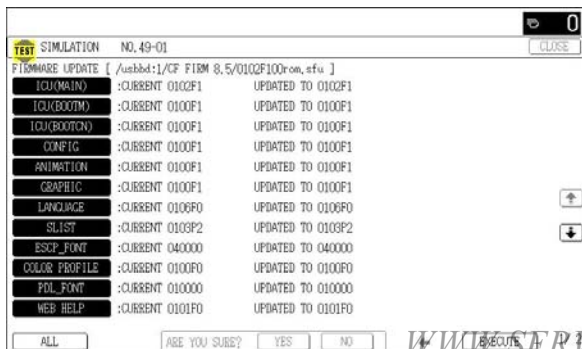 0
TEST SIMULATION NO. 49-01 CLOSE
FIRMWARE UPDATE [ /usbbd:1/CF FIRM 8.5/0102F100rom.sfu ]
ICU(MAIN) :CURRENT 0102F1 UPDATED TO 0102F1
ICU(BOOTM) :CURRENT 0100F1 UPDATED TO 0100F1
ICU(BOOTCN) :CURRENT 0100F1 UPDATED TO 0100F1
CONFIG :CURRENT 0100F1 UPDATED TO 0100F1
ANIMATION :CURRENT 0100F1 UPDATED TO 0100F1
GRAPHIC :CURRENT 0100F1 UPDATED TO 0100F1
LANGUAGE :CURRENT 0106F0 UPDATED TO 0106F0
SLIST :CURRENT 0103P2 UPDATED TO 0103P2
ESCP_FONT :CURRENT 040000 UPDATED TO 040000
COLOR PROFILE :CURRENT 0100F0 UPDATED TO 0100F0
PDL_FONT :CURRENT 010000 UPDATED TO 010000
WEB HELP :CURRENT 0101F0 UPDATED TO 0101F0
ALL ARE YOU SURE? YES NO EXECUTE